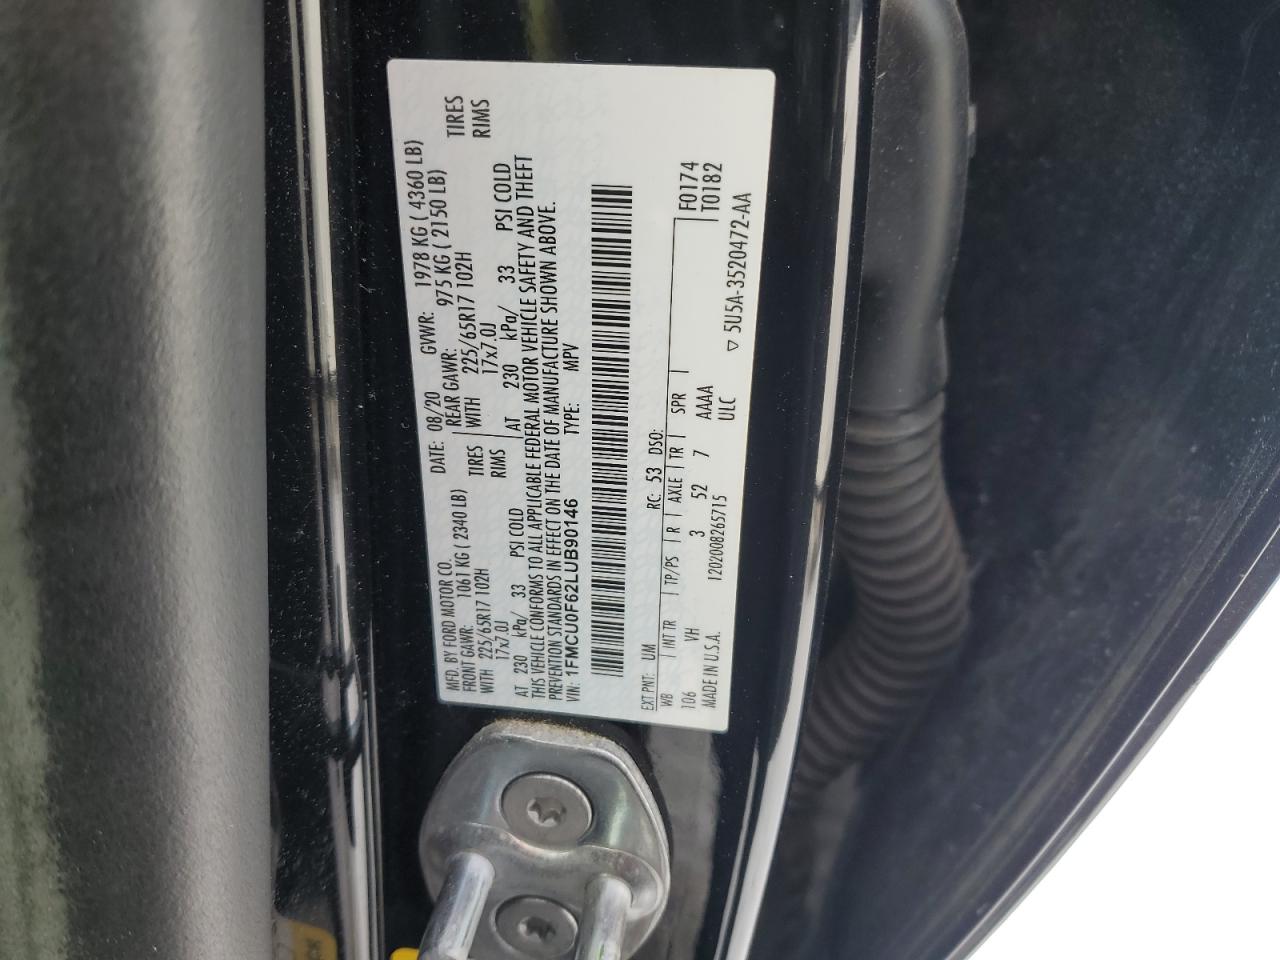 MFD. BY FORD MOTOR CO. DATE: 08/20 GVWR: 1978 KG ( 4360 LB)
FRONT GAWR: 1061 KG ( 2340 LB) REAR GAWR: 975 KG ( 2150 LB)
WITH 225/65R17 102H TIRES WITH 225/65R17 102H TIRES
17x7.0J RIMS 17x7.0J RIMS
AT 230 kPa/ 33 PSI COLD AT 230 kPa/ 33 PSI COLD
THIS VEHICLE CONFORMS TO ALL APPLICABLE FEDERAL MOTOR VEHICLE SAFETY AND THEFT
PREVENTION STANDARDS IN EFFECT ON THE DATE OF MANUFACTURE SHOWN ABOVE.
VIN: 1FMCU0F62LUB90146 TYPE: MPV
EXT PNT: UM RC: 53 DSO:
WB INT TR TP/PS R AXLE TR SPR F0174
106 VH 3 52 7 AAAA T0182
MADE IN U.S.A. 1202008265715 ULC
▽ 5U5A-3520472-AA